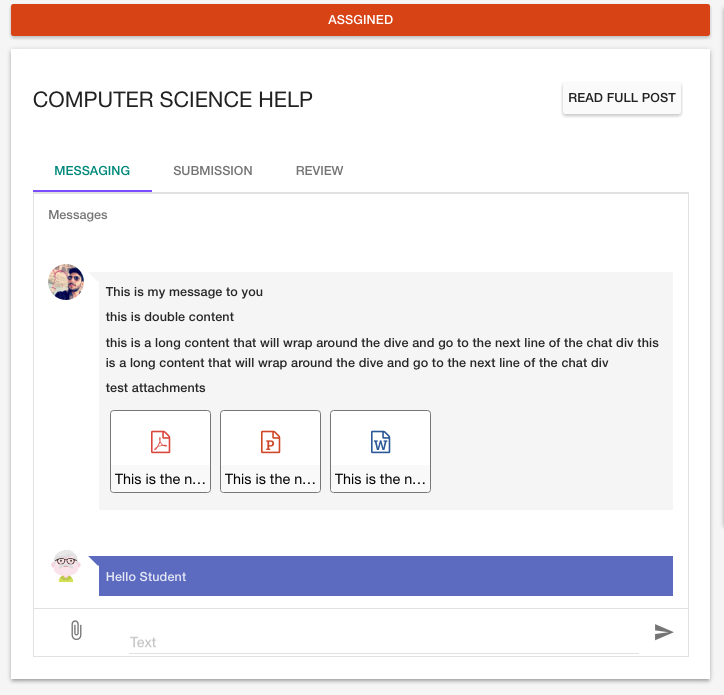 ASSGINED
COMPUTER SCIENCE HELP
READ FULL POST
MESSAGING
SUBMISSION
REVIEW
Messages
This is my message to you
this is double content
this is a long content that will wrap around the dive and go to the next line of the chat div this
is a long content that will wrap around the dive and go to the next line of the chat div
test attachments
P
W
This is the n...
This is the n...
This is the n...
Hello Student
Text